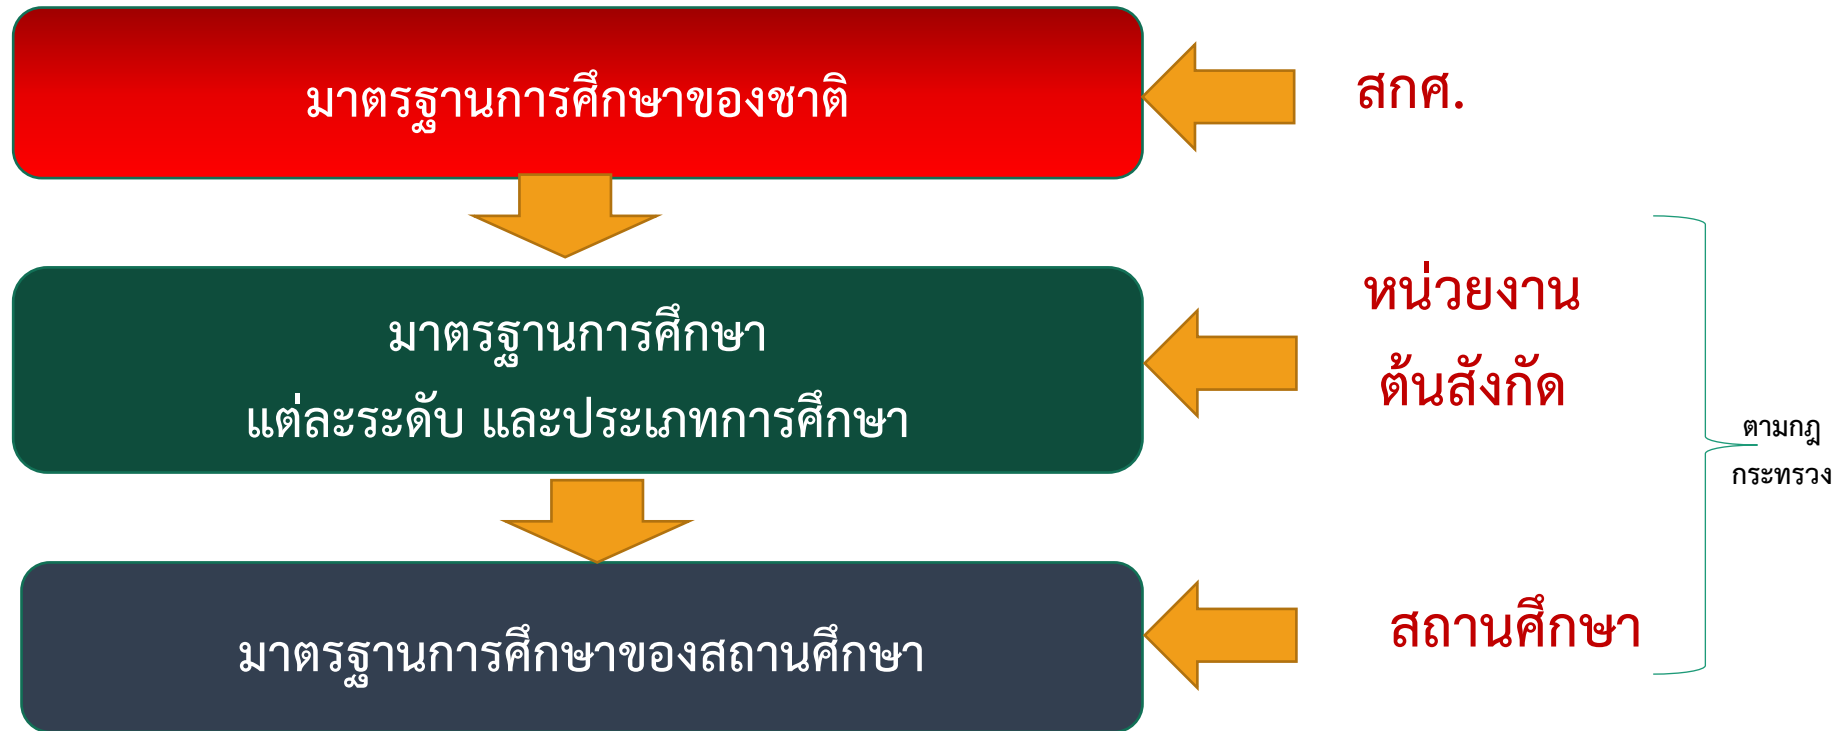 มาตรฐานการศึกษาของชาติ
สกศ.
มาตรฐานการศึกษา
แต่ละระดับ และประเภทการศึกษา
หน่วยงาน
ต้นสังกัด
ตามกฎ
กระทรวง
มาตรฐานการศึกษาของสถานศึกษา
สถานศึกษา